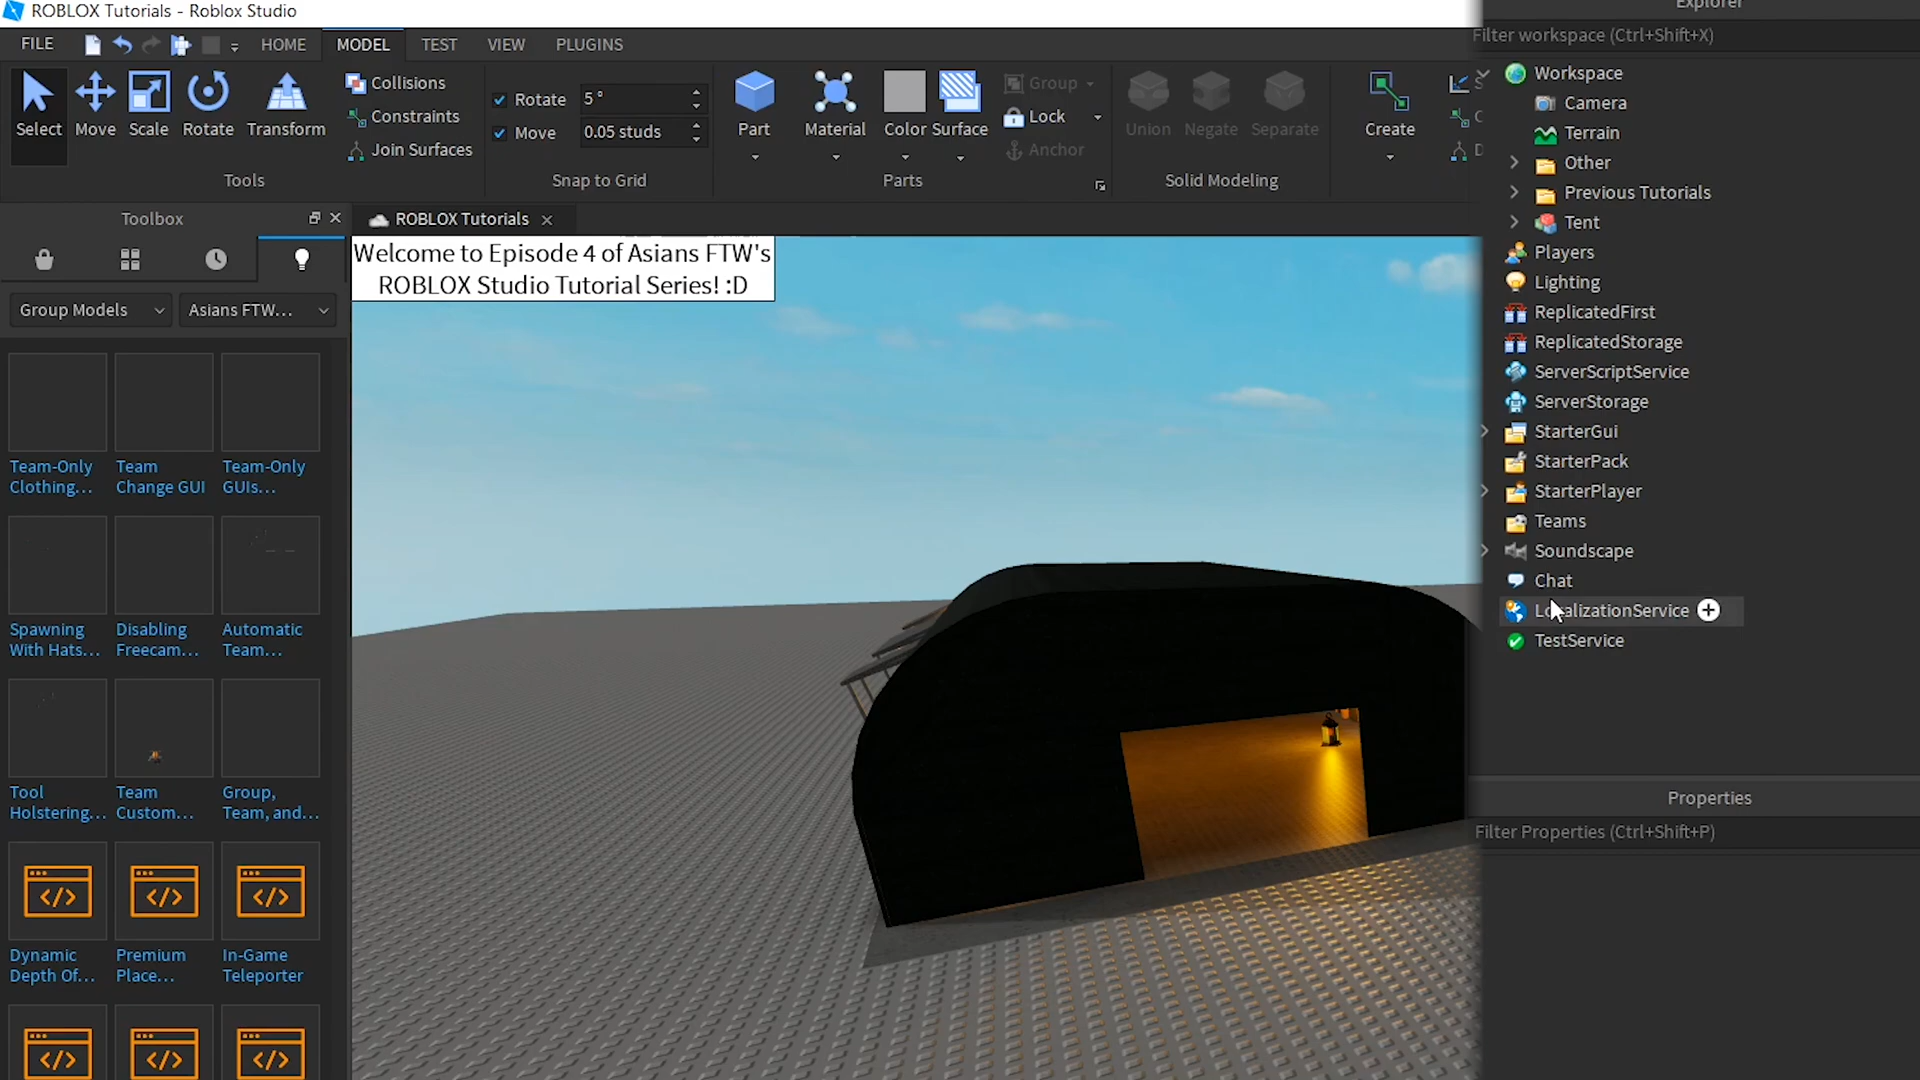 ROBLOX Tutorials - Roblox Studio
FILE HOME MODEL TEST VIEW PLUGINS
Select Move Scale Rotate Transform
Tools
Collisions
Constraints
Join Surfaces
Rotate 5 °
Move 0.05 studs
Snap to Grid
Part Material Color Surface
Group
Lock
Anchor
Parts
Union Negate Separate
Solid Modeling
Create
Toolbox
Group Models Asians FTW...
Team-Only Clothing...
Team Change GUI
Team-Only GUIs...
Spawning With Hats...
Disabling Freecam...
Automatic Team...
Tool Holstering...
Team Custom...
Group, Team, and...
Dynamic Depth Of...
Premium Place...
In-Game Teleporter
ROBLOX Tutorials
Welcome to Episode 4 of Asians FTW's
ROBLOX Studio Tutorial Series! :D
Explorer
Filter workspace (Ctrl+Shift+X)
Workspace
Camera
Terrain
Other
Previous Tutorials
Tent
Players
Lighting
ReplicatedFirst
ReplicatedStorage
ServerScriptService
ServerStorage
StarterGui
StarterPack
StarterPlayer
Teams
Soundscape
Chat
LocalizationService
TestService
Properties
Filter Properties (Ctrl+Shift+P)